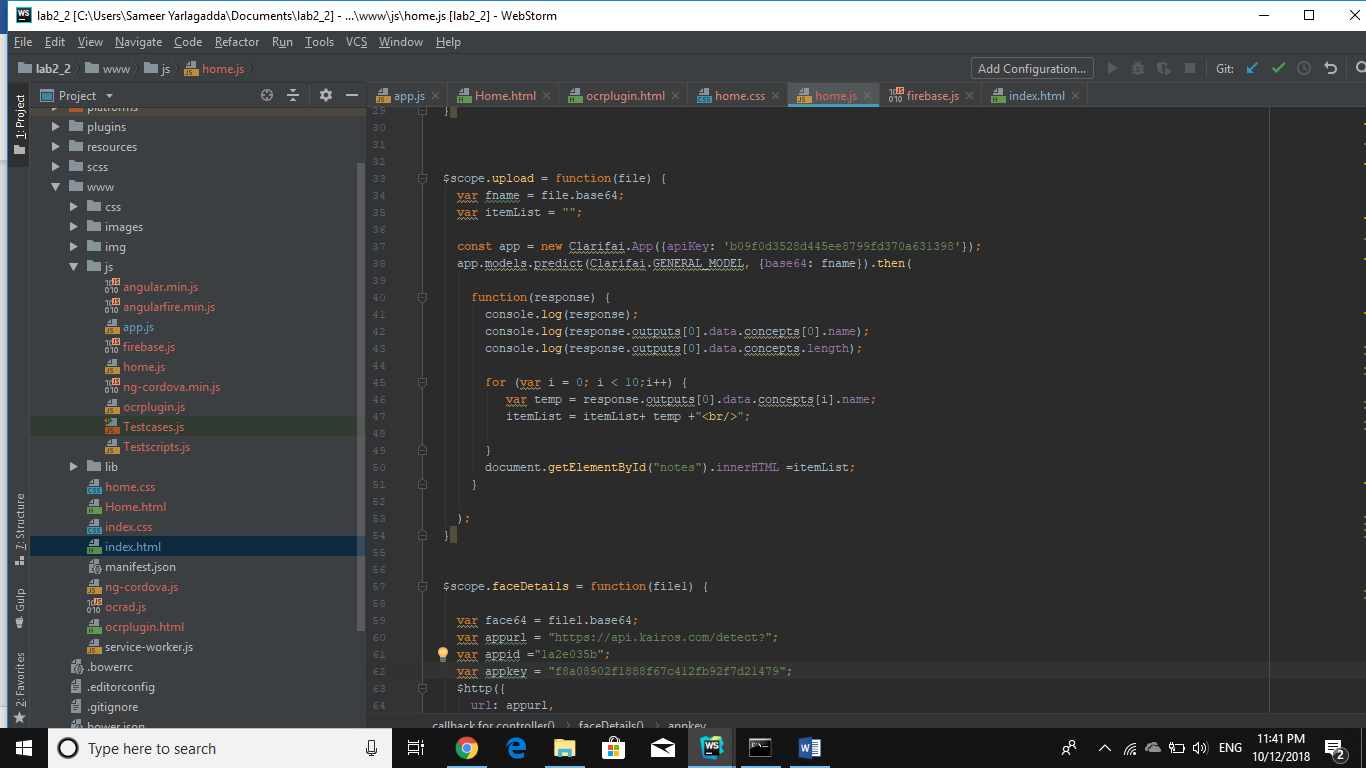 lab2_2 [C:\Users\Sameer Yarlagadda\Documents\lab2_2] - ...\www\js\home.js [lab2_2] - WebStorm
File Edit View Navigate Code Refactor Run Tools VCS Window Help
lab2_2 www js home.js Add Configuration... Git:
1: Project
Project
platforms
plugins
resources
scss
www
css
images
img
js
angular.min.js
angularfire.min.js
app.js
firebase.js
home.js
ng-cordova.min.js
ocrplugin.js
Testcases.js
Testscripts.js
lib
home.css
Home.html
index.css
index.html
manifest.json
ng-cordova.js
ocrad.js
ocrplugin.html
service-worker.js
.bowerrc
.editorconfig
.gitignore
bower.json
7: Structure
Gulp
2: Favorites
app.js Home.html ocrplugin.html home.css home.js firebase.js index.html
29 }
30
31
32
33 $scope.upload = function(file) {
34 var fname = file.base64;
35 var itemList = "";
36
37 const app = new Clarifai.App({apiKey: 'b09f0d3528d445ee8799fd370a631398'});
38 app.models.predict(Clarifai.GENERAL_MODEL, {base64: fname}).then(
39
40 function(response) {
41 console.log(response);
42 console.log(response.outputs[0].data.concepts[0].name);
43 console.log(response.outputs[0].data.concepts.length);
44
45 for (var i = 0; i < 10;i++) {
46 var temp = response.outputs[0].data.concepts[i].name;
47 itemList = itemList+ temp +"<br/>";
48
49 }
50 document.getElementById("notes").innerHTML =itemList;
51 }
52
53 );
54 }
55
56
57 $scope.faceDetails = function(file1) {
58
59 var face64 = file1.base64;
60 var appurl = "https://api.kairos.com/detect?";
61 var appid ="1a2e035b";
62 var appkey = "f8a08902f1888f67c412fb92f7d21479";
63 $http({
64 url: appurl,
callback for controller() faceDetails() appkey
Type here to search
ENG
11:41 PM
10/12/2018
2